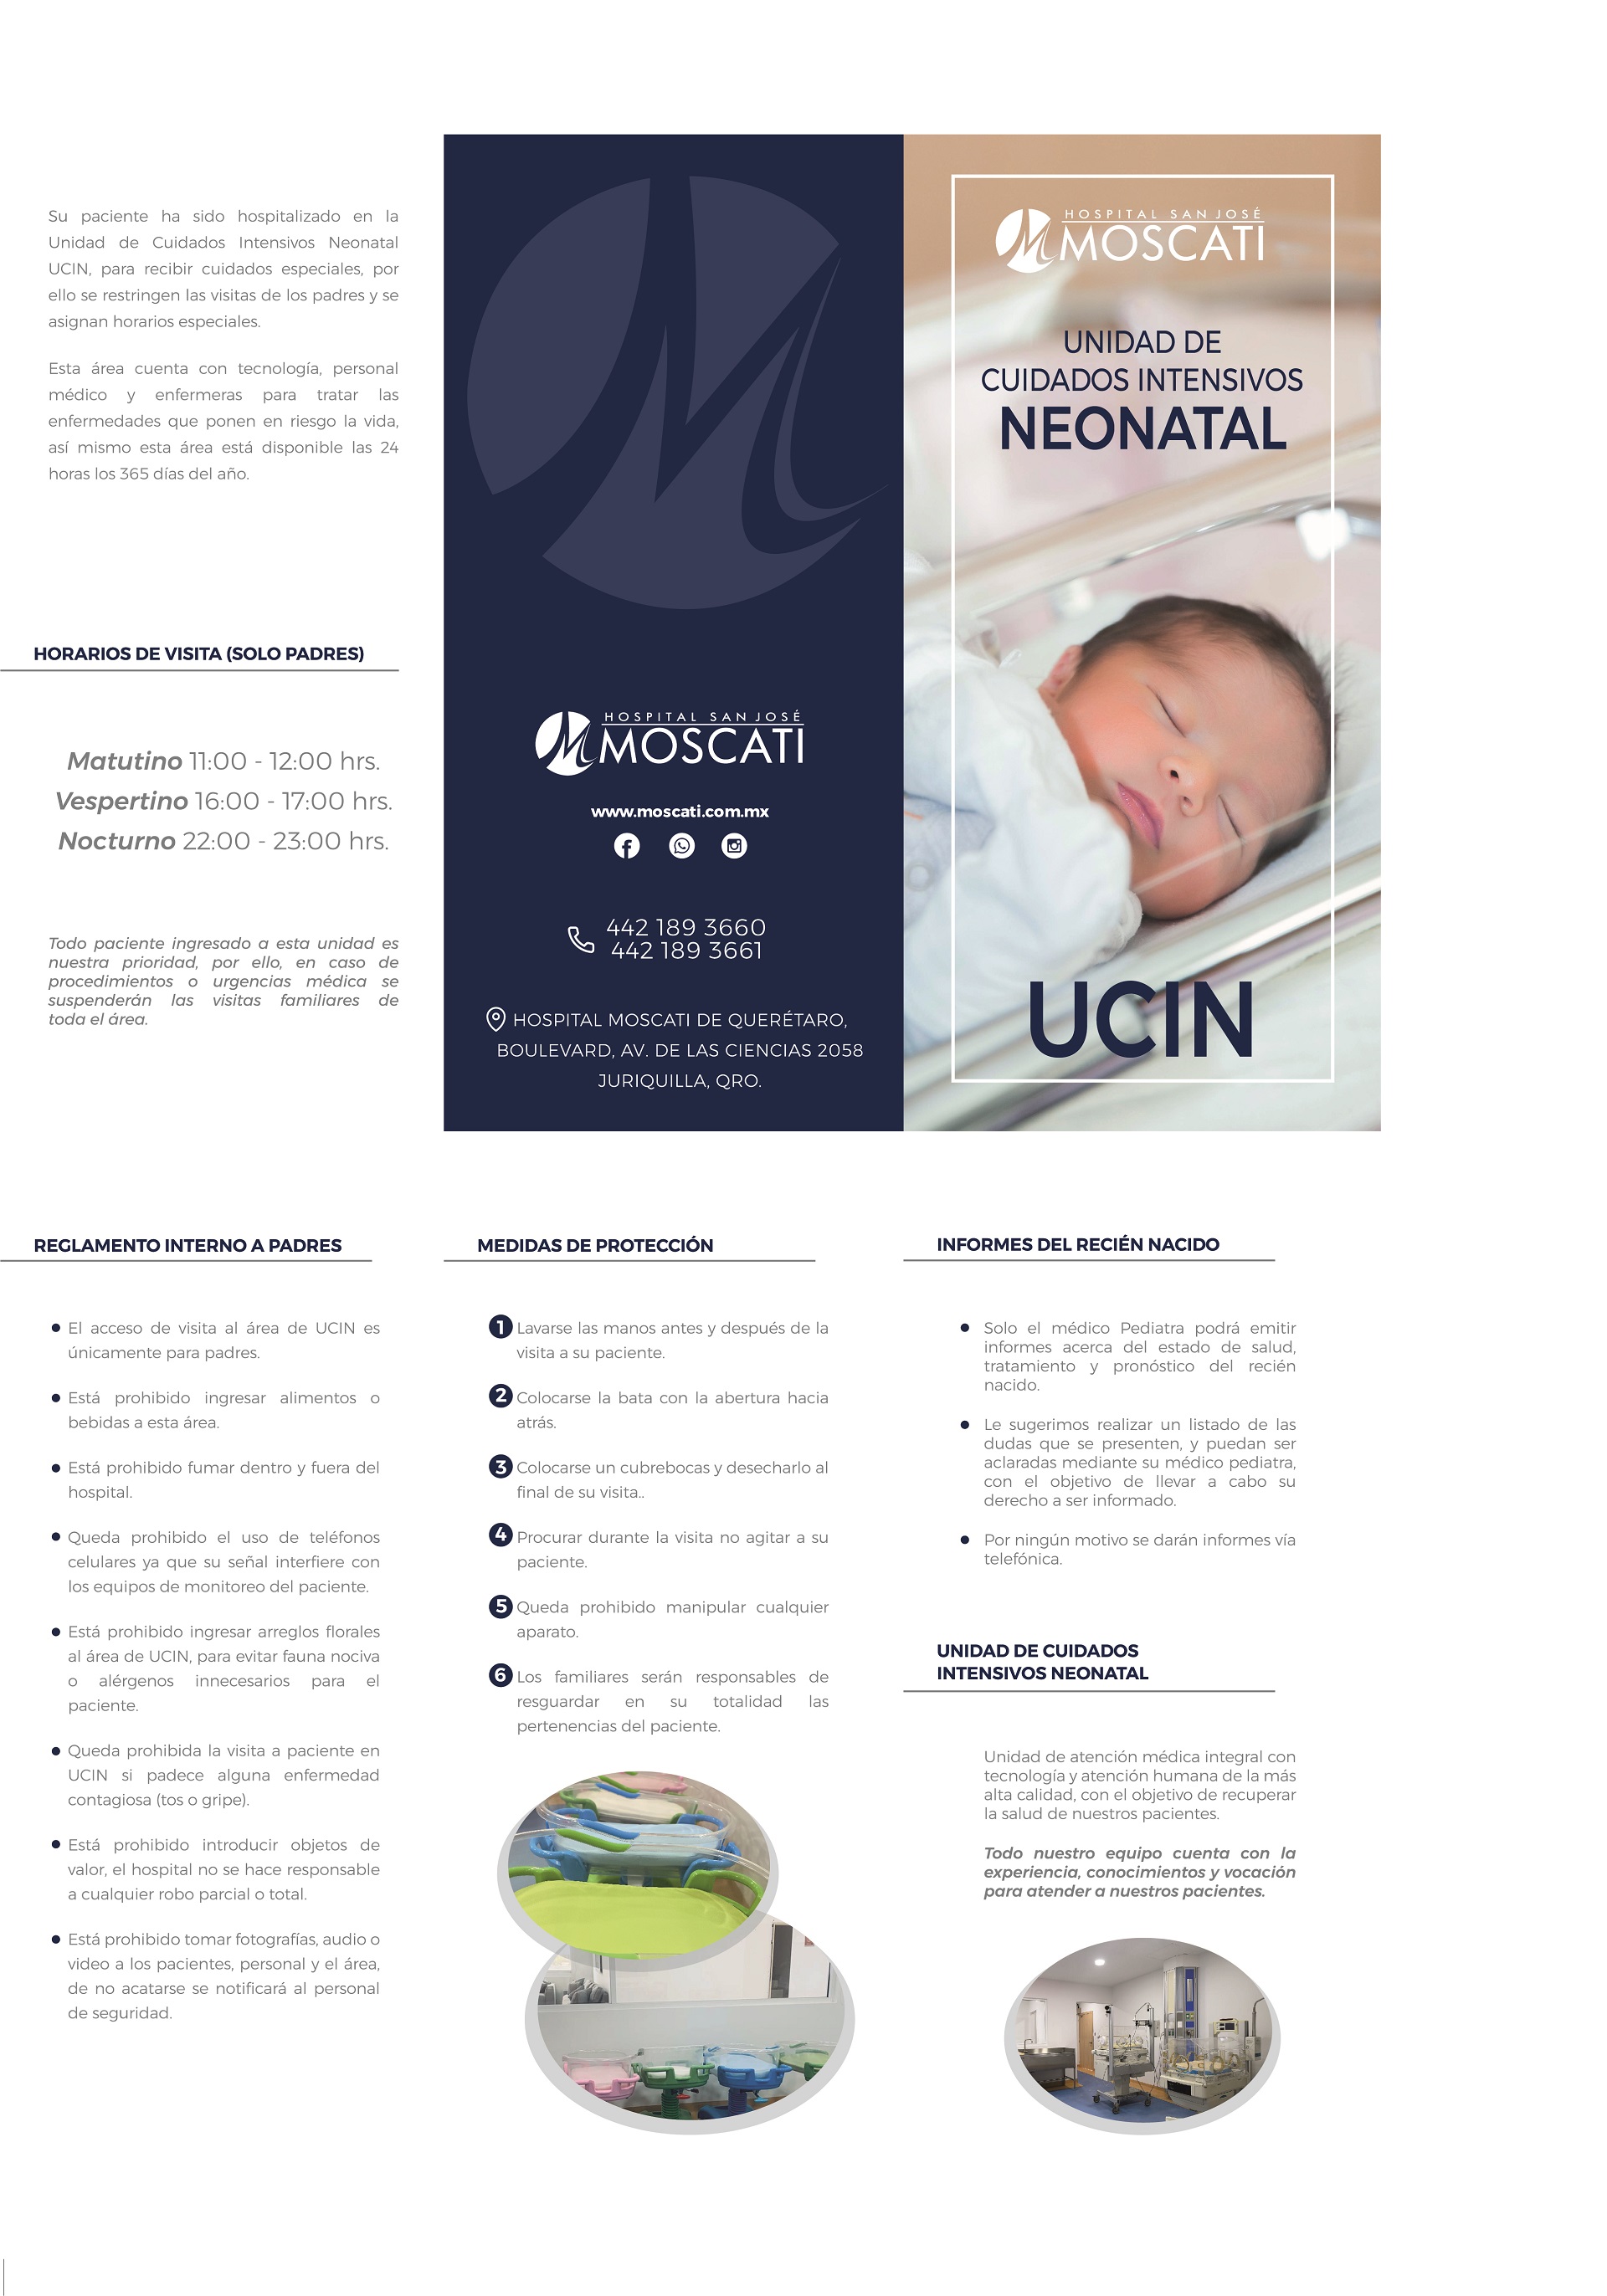 Su paciente ha sido hospitalizado en la
Unidad de Cuidados Intensivos Neonatal
UCIN, para recibir cuidados especiales, por
ello se restringen las visitas de los padres y se
asignan horarios especiales.
Esta área cuenta con tecnología, personal
médico y enfermeras para tratar las
enfermedades que ponen en riesgo la vida,
así mismo esta área está disponible las 24
horas los 365 días del año.
HORARIOS DE VISITA (SOLO PADRES)
Matutino 11:00 - 12:00 hrs.
Vespertino 16:00 - 17:00 hrs.
Nocturno 22:00 - 23:00 hrs.
Todo paciente ingresado a esta unidad es
nuestra prioridad, por ello, en caso de
procedimientos o urgencias médica se
suspenderán las visitas familiares de
toda el área.
HOSPITAL SAN JOSÉ
MOSCATI
www.moscati.com.mx
442 189 3660
442 189 3661
HOSPITAL MOSCATI DE QUERÉTARO,
BOULEVARD, AV. DE LAS CIENCIAS 2058
JURIQUILLA, QRO.
HOSPITAL SAN JOSÉ
MOSCATI
UNIDAD DE
CUIDADOS INTENSIVOS
NEONATAL
UCIN
REGLAMENTO INTERNO A PADRES
● El acceso de visita al área de UCIN es
únicamente para padres.
● Está prohibido ingresar alimentos o
bebidas a esta área.
● Está prohibido fumar dentro y fuera del
hospital.
● Queda prohibido el uso de teléfonos
celulares ya que su señal interfiere con
los equipos de monitoreo del paciente.
● Está prohibido ingresar arreglos florales
al área de UCIN, para evitar fauna nociva
o alérgenos innecesarios para el
paciente.
● Queda prohibida la visita a paciente en
UCIN si padece alguna enfermedad
contagiosa (tos o gripe).
● Está prohibido introducir objetos de
valor, el hospital no se hace responsable
a cualquier robo parcial o total.
● Está prohibido tomar fotografías, audio o
video a los pacientes, personal y el área,
de no acatarse se notificará al personal
de seguridad.
MEDIDAS DE PROTECCIÓN
1 Lavarse las manos antes y después de la
visita a su paciente.
2 Colocarse la bata con la abertura hacia
atrás.
3 Colocarse un cubrebocas y desecharlo al
final de su visita..
4 Procurar durante la visita no agitar a su
paciente.
5 Queda prohibido manipular cualquier
aparato.
6 Los familiares serán responsables de
resguardar en su totalidad las
pertenencias del paciente.
INFORMES DEL RECIÉN NACIDO
● Solo el médico Pediatra podrá emitir
informes acerca del estado de salud,
tratamiento y pronóstico del recién
nacido.
● Le sugerimos realizar un listado de las
dudas que se presenten, y puedan ser
aclaradas mediante su médico pediatra,
con el objetivo de llevar a cabo su
derecho a ser informado.
● Por ningún motivo se darán informes vía
telefónica.
UNIDAD DE CUIDADOS
INTENSIVOS NEONATAL
Unidad de atención médica integral con
tecnología y atención humana de la más
alta calidad, con el objetivo de recuperar
la salud de nuestros pacientes.
Todo nuestro equipo cuenta con la
experiencia, conocimientos y vocación
para atender a nuestros pacientes.